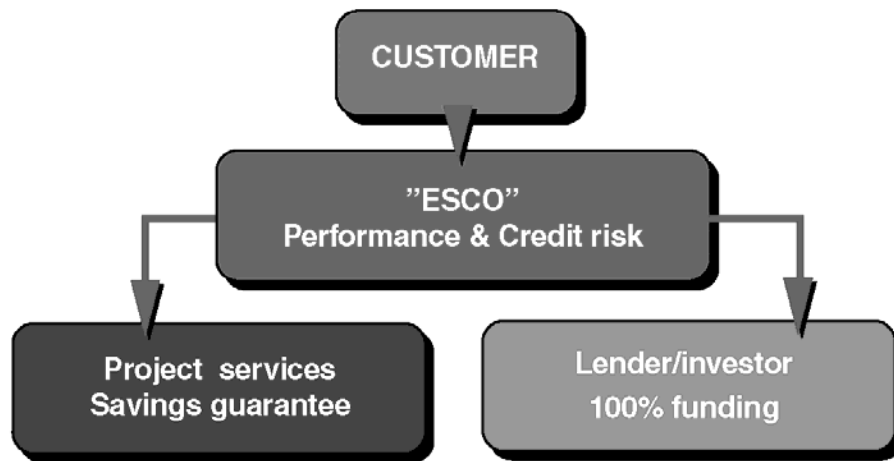 CUSTOMER
”ESCO”
Performance & Credit risk
Project services
Savings guarantee
Lender/investor
100% funding